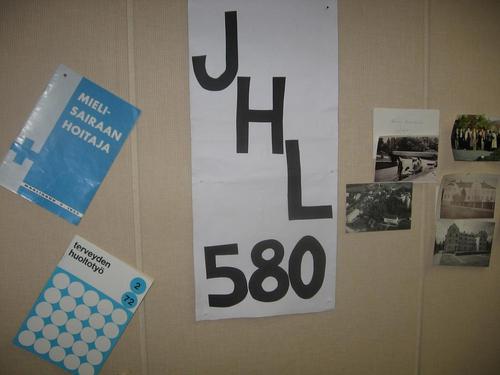 MIELI-
SAIRAAN
HOITAJA
J
H
L
580
terveyden
huoltotyö
2
72